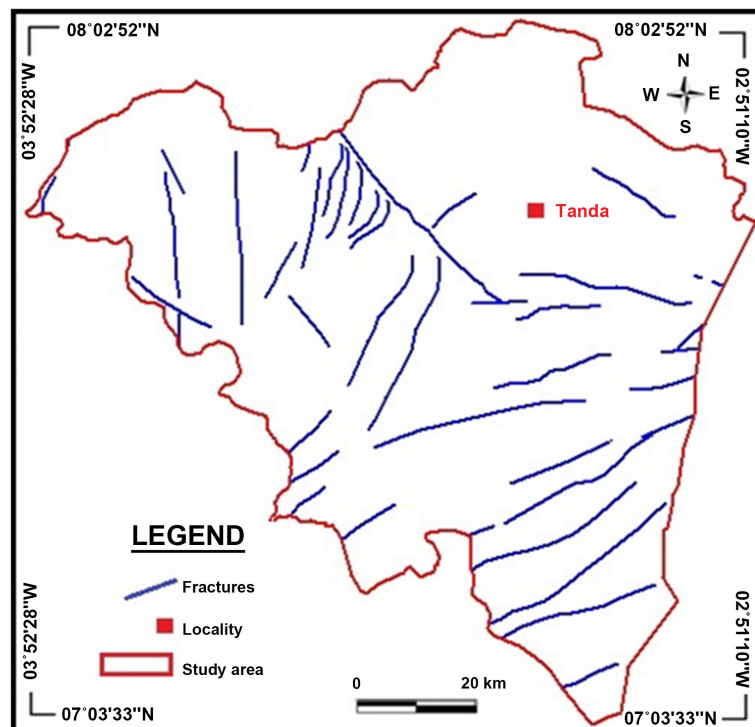 08°02'52''N
08°02'52''N
03°52'28''W
02°51'10''W
N
W E
S
Tanda
LEGEND
Fractures
Locality
Study area
03°52'28''W
02°51'10''W
0 20 km
07°03'33''N
07°03'33''N